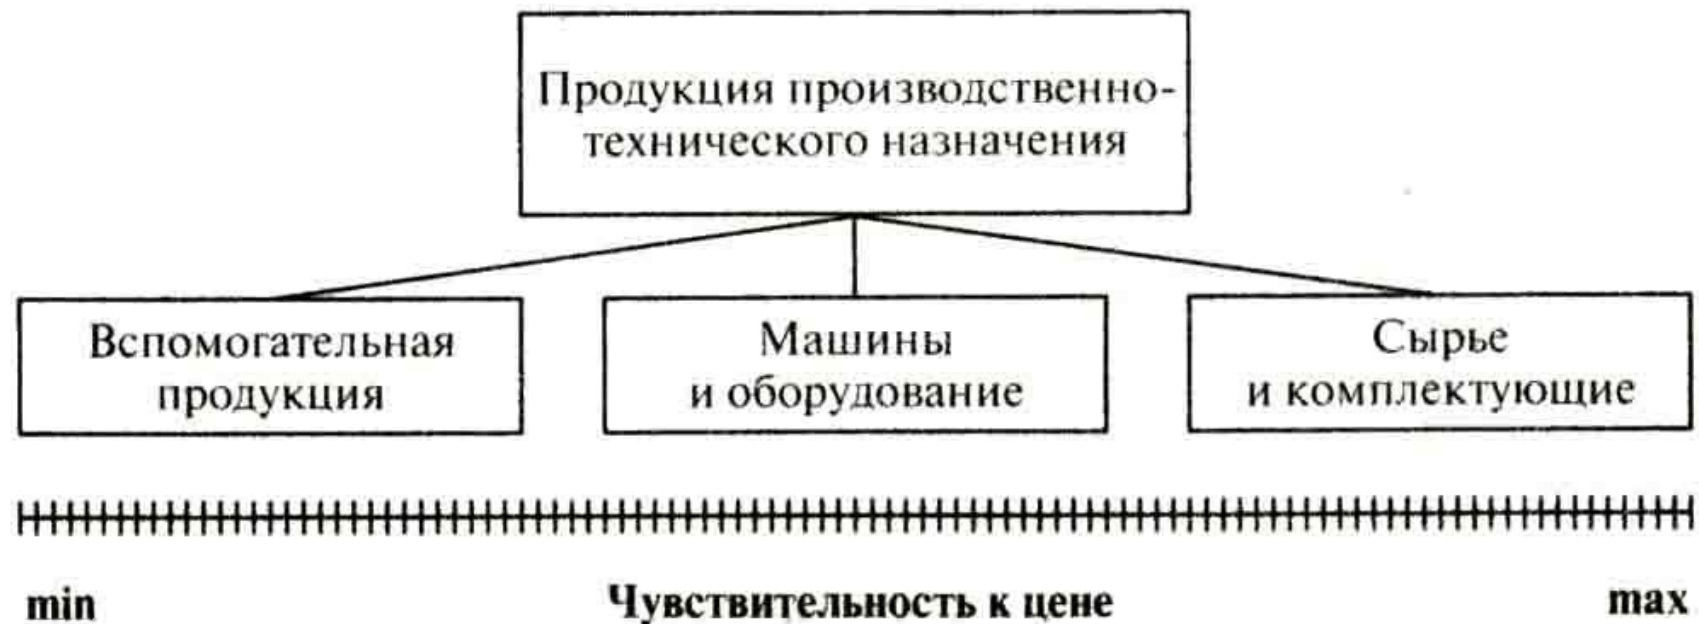 Продукция производственно-
технического назначения
Вспомогательная
продукция
Машины
и оборудование
Сырье
и комплектующие
min
Чувствительность к цене
max